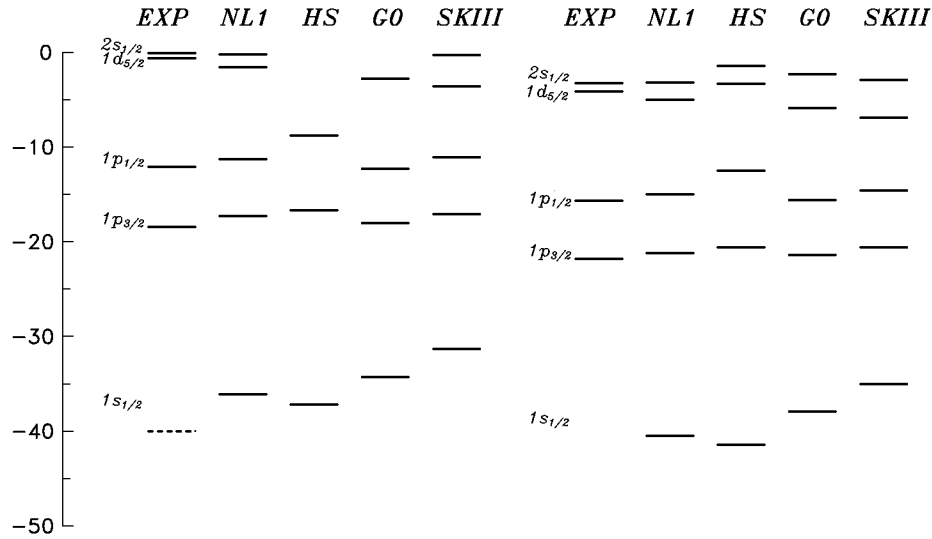 EXP NL1 HS G0 SKIII EXP NL1 HS G0 SKIII
0
2s1/2
1d5/2
2s1/2
1d5/2
-10
1p1/2
1p1/2
1p3/2
-20
1p3/2
-30
1s1/2
1s1/2
-40
-50